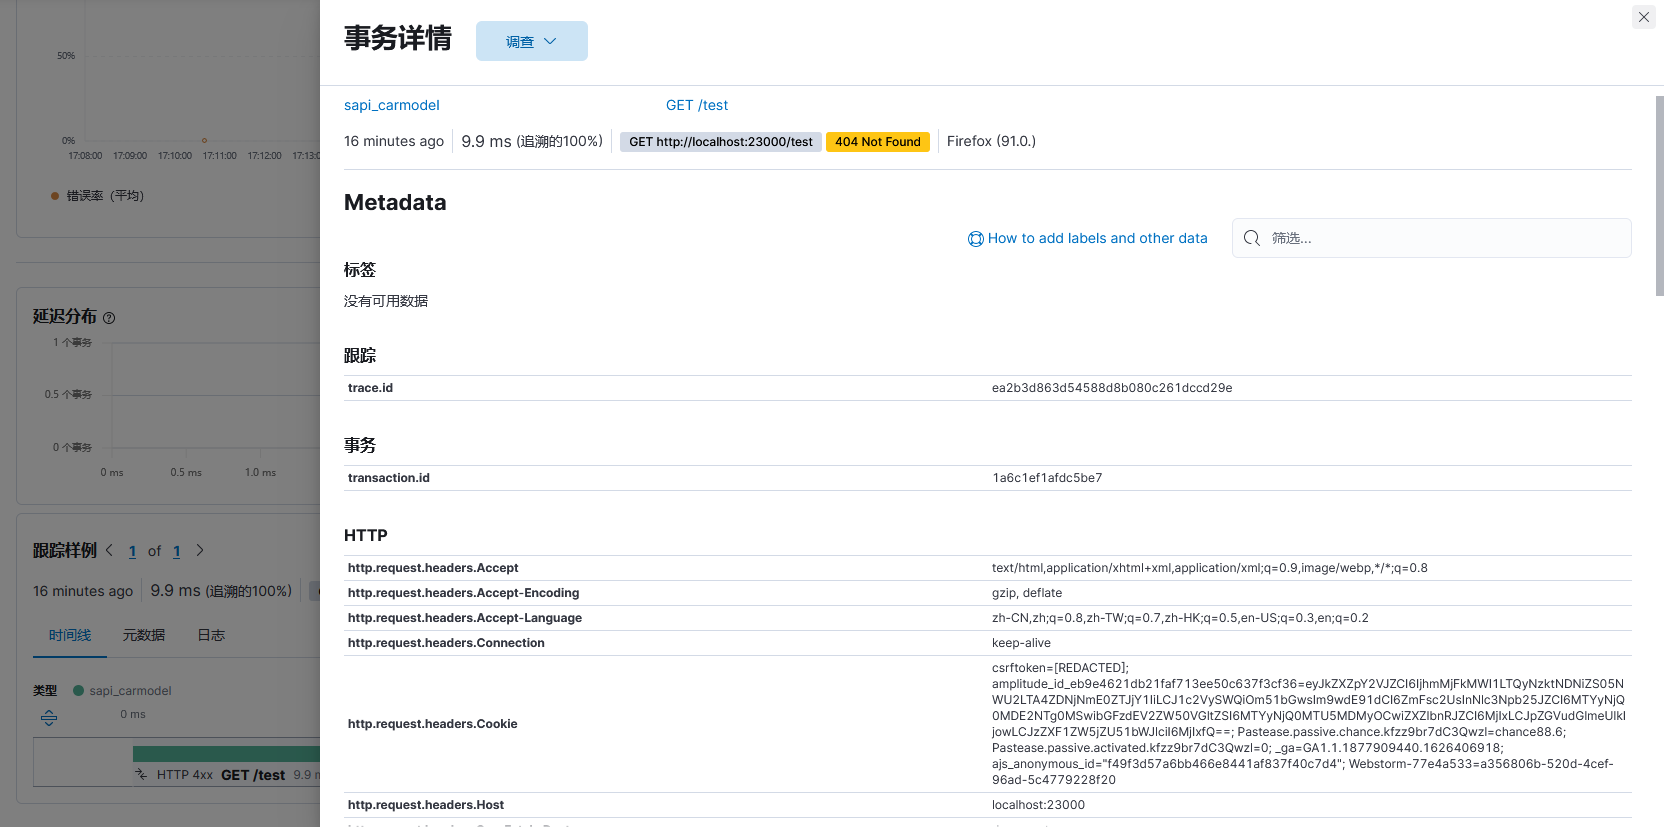 50%
0%
17:08:00 17:09:00 17:10:00 17:11:00 17:12:00 17:13:0
错误率（平均）
延迟分布
1 个事务
0.5 个事务
0 个事务
0 ms 0.5 ms 1.0 ms
跟踪样例 < 1 of 1 >
16 minutes ago 9.9 ms (追溯的100%)
时间线 元数据 日志
类型 sapi_carmodel
0 ms
HTTP 4xx GET /test 9.9
事务详情 调查
sapi_carmodel GET /test
16 minutes ago 9.9 ms (追溯的100%) GET http://localhost:23000/test 404 Not Found Firefox (91.0.)
Metadata
How to add labels and other data 筛选...
标签
没有可用数据
跟踪
trace.id ea2b3d863d54588d8b080c261dccd29e
事务
transaction.id 1a6c1ef1afdc5be7
HTTP
http.request.headers.Accept text/html,application/xhtml+xml,application/xml;q=0.9,image/webp,*/*;q=0.8
http.request.headers.Accept-Encoding gzip, deflate
http.request.headers.Accept-Language zh-CN,zh;q=0.8,zh-TW;q=0.7,zh-HK;q=0.5,en-US;q=0.3,en;q=0.2
http.request.headers.Connection keep-alive
http.request.headers.Cookie
csrftoken=[REDACTED];
amplitude_id_eb9e4621db21faf713ee50c637f3cf36=eyJkZXZpY2VJZCI6IjhmMjFkMWI1LTQyNzktNDNiZS05N
WU2LTA4ZDNjNmE0ZTJjY1IiLCJ1c2VySWQiOm51bGwsIm9wdE91dCI6ZmFsc2UsInNlc3Npb25JZCI6MTYyNjQ
0MDE2NTg0MSwibGFzdEV2ZW50VGltZSI6MTYyNjQ0MTU5MDMyOCwiZXZlbnRJZCI6MjIxLCJpZGVudGlmeUlkI
jowLCJzZXF1ZW5jZU51bWJlciI6MjIxfQ==; Pastease.passive.chance.kfzz9br7dC3Qwzl=chance88.6;
Pastease.passive.activated.kfzz9br7dC3Qwzl=0; _ga=GA1.1.1877909440.1626406918;
ajs_anonymous_id="f49f3d57a6bb466e8441af837f40c7d4"; Webstorm-77e4a533=a356806b-520d-4cef-
96ad-5c4779228f20
http.request.headers.Host localhost:23000